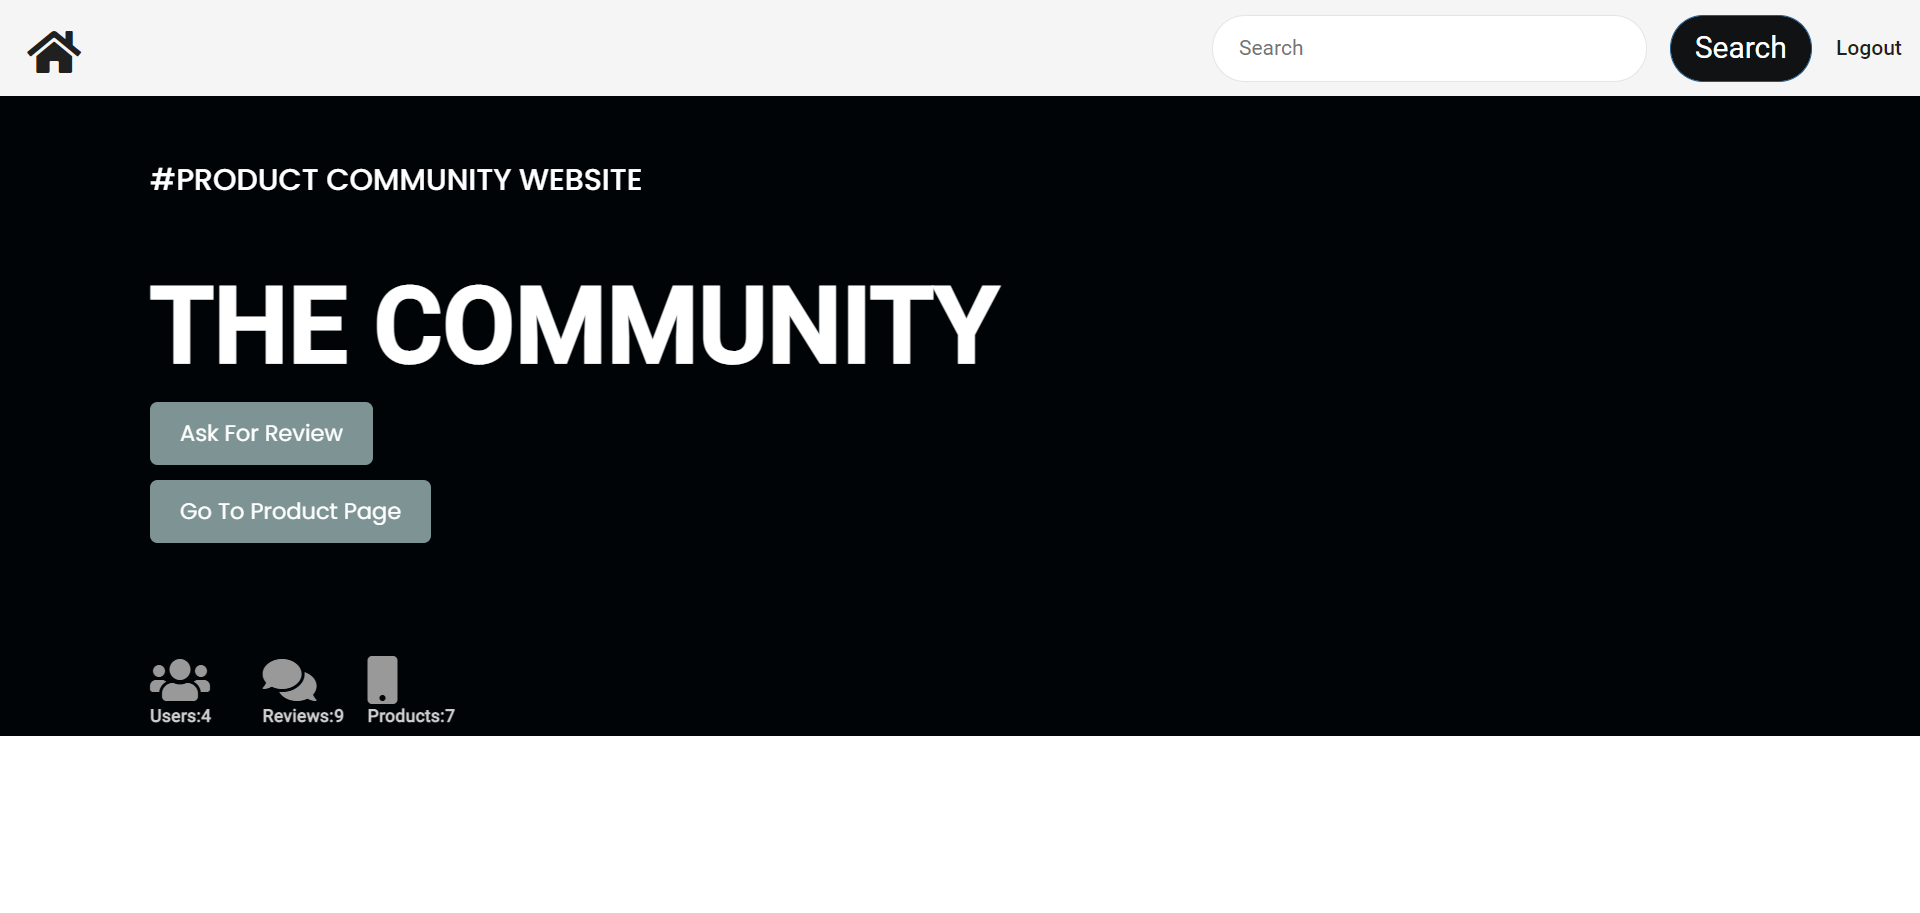 Search
Search
Logout
#PRODUCT COMMUNITY WEBSITE
THE COMMUNITY
Ask For Review
Go To Product Page
Users:4
Reviews:9
Products:7